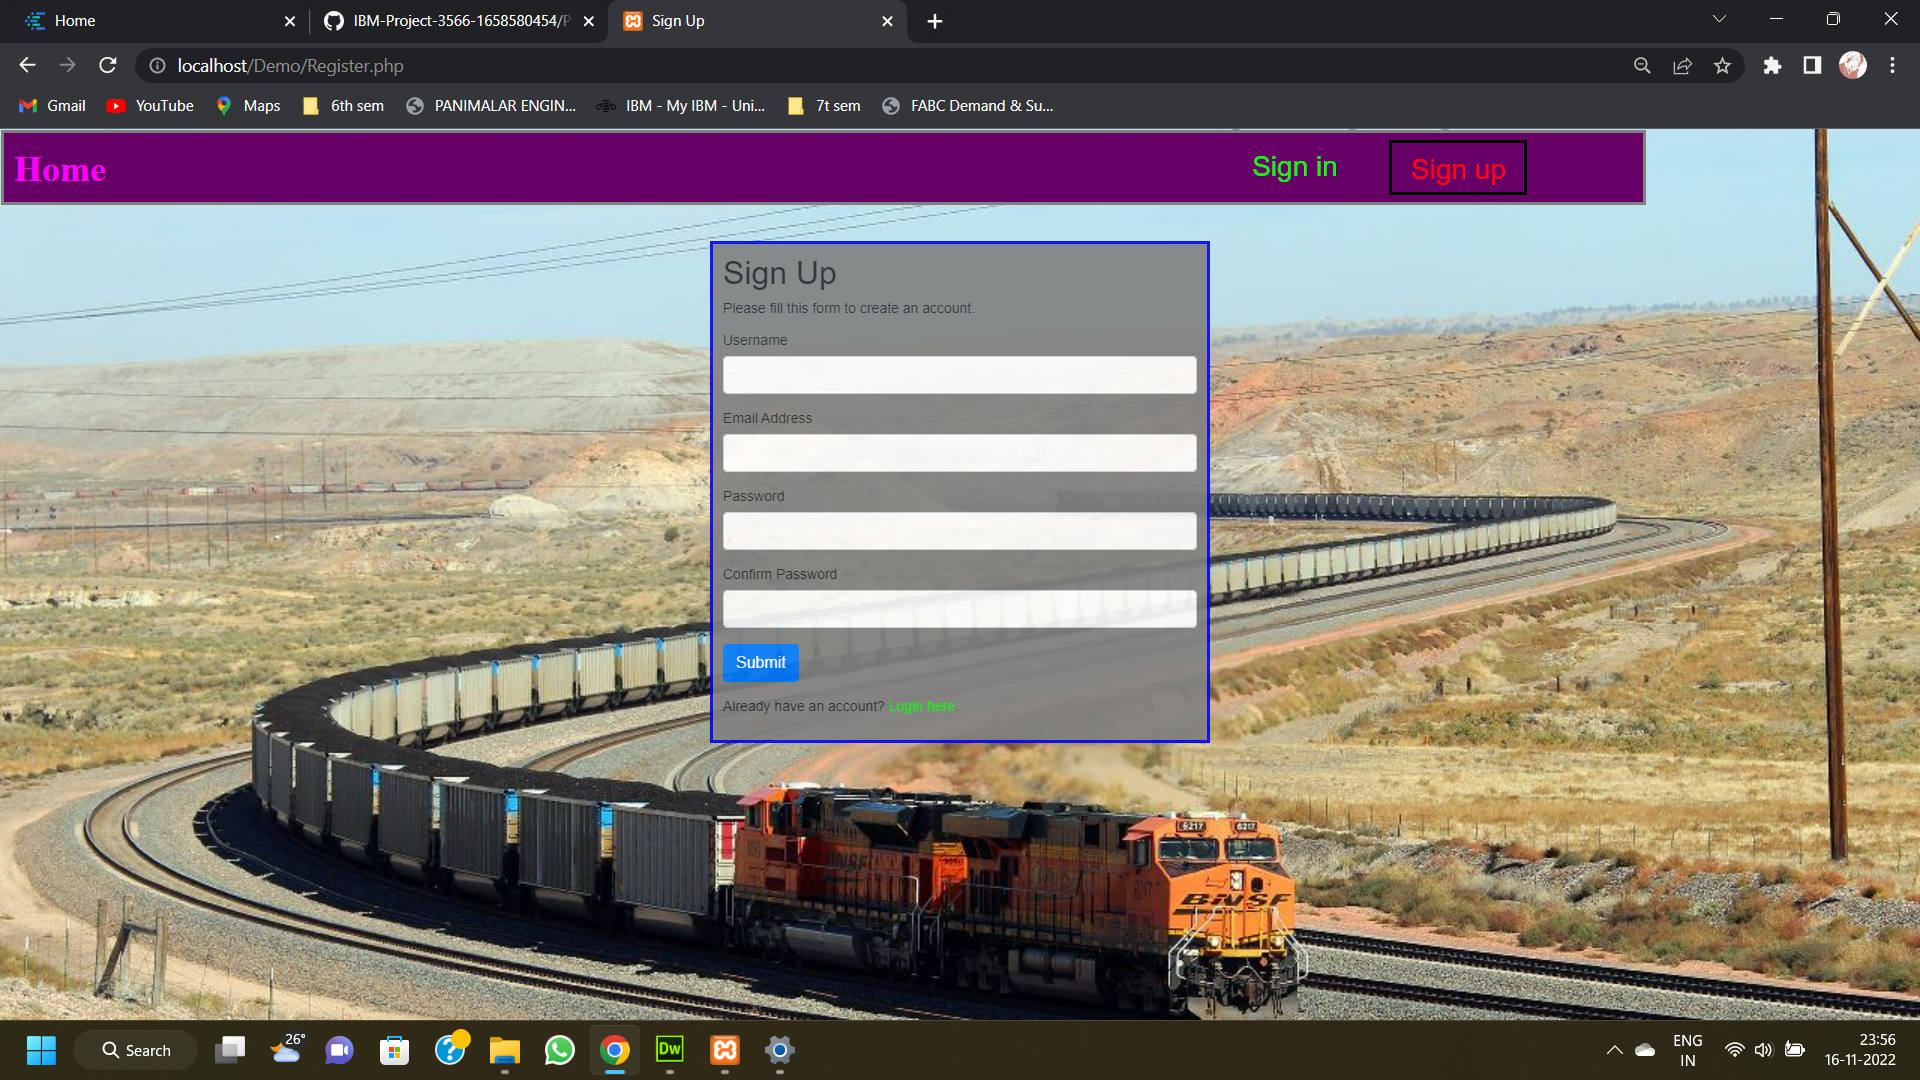 Home
IBM-Project-3566-1658580454/P
Sign Up
localhost/Demo/Register.php
Gmail
YouTube
Maps
6th sem
PANIMALAR ENGIN...
IBM - My IBM - Uni...
7t sem
FABC Demand & Su...
Home
Sign in
Sign up
Sign Up
Please fill this form to create an account.
Username
Email Address
Password
Confirm Password
Submit
Already have an account? Login here.
6217 6217
BNSF
Search
26°
Dw
ENG
IN
23:56
16-11-2022